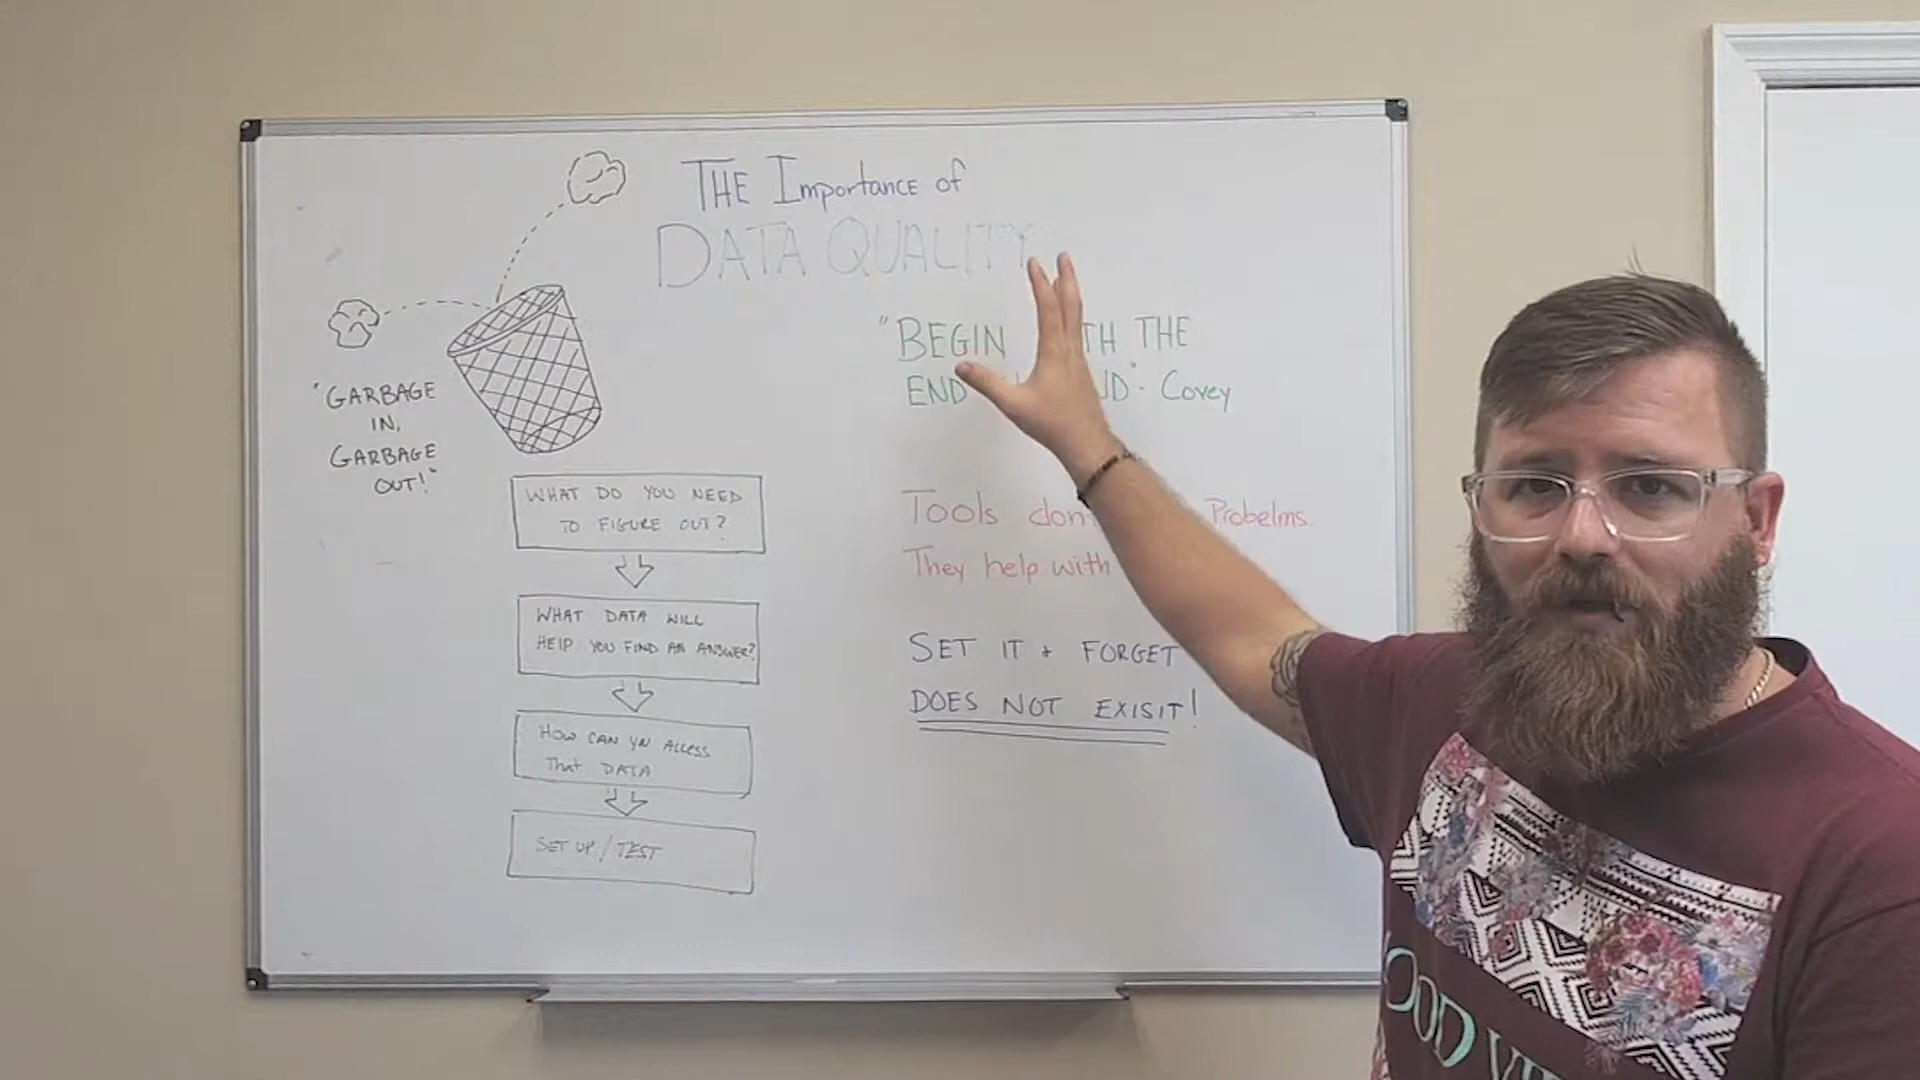 THE Importance of
DATA QUALITY
"GARBAGE
IN,
GARBAGE
OUT!"
"BEGIN THE
END - Covey
WHAT DO YOU NEED
TO FIGURE OUT?
WHAT DATA WILL
HELP YOU FIND AN ANSWER?
HOW CAN YOU ACCESS
That DATA
SET UP / TEST
Tools Probelms.
They help with
SET IT + FORGET
DOES NOT EXISIT!